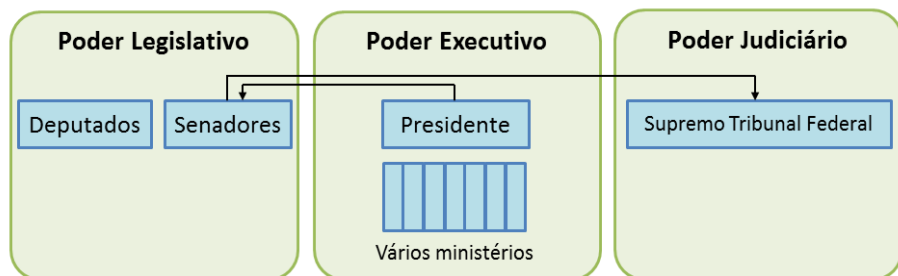 Poder Legislativo
Poder Executivo
Poder Judiciário
Deputados
Senadores
Presidente
Supremo Tribunal Federal
Vários ministérios